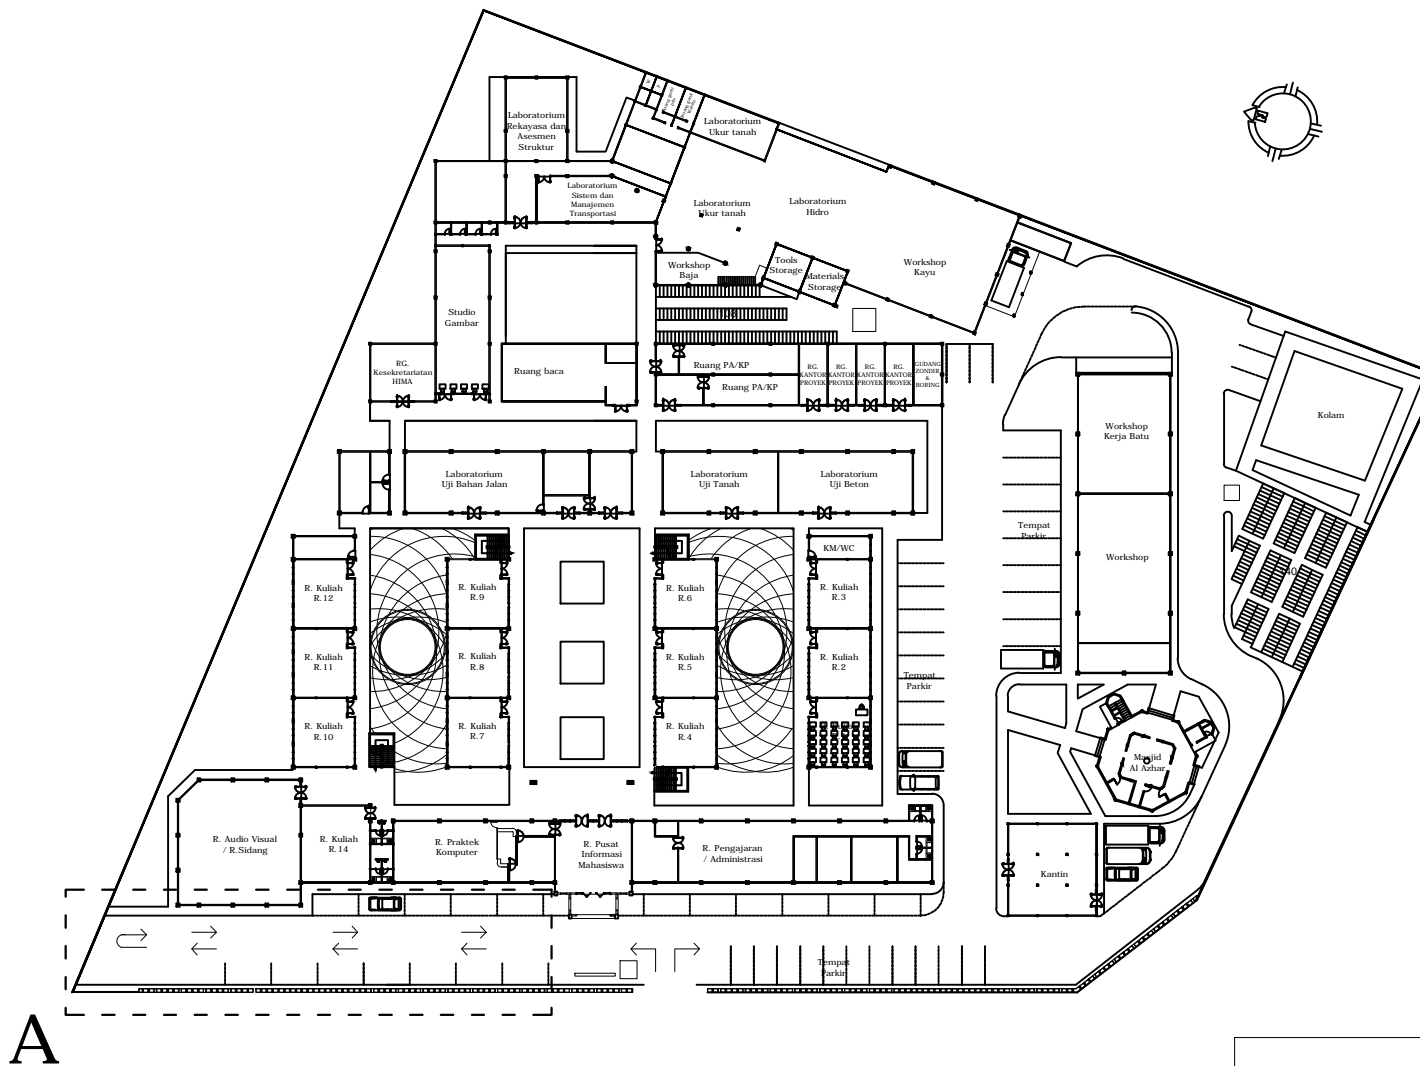 Laboratorium
Rekayasa dan
Asesmen
Struktur
Laboratorium
Ukur tanah
Laboratorium
Sistem dan
Manajemen
Transportasi
Laboratorium
Ukur tanah
Laboratorium
Hidro
Workshop
Baja
Tools
Storage
Materials
Storage
Workshop
Kayu
Studio
Gambar
RG.
Kesekretariatan
HIMA
Ruang baca
Ruang PA/KP
Ruang PA/KP
RG.
KANTOR
PROYEK
RG.
KANTOR
PROYEK
RG.
KANTOR
PROYEK
RG.
KANTOR
PROYEK
GUDANG
ZONDER
&
BORING
Kolam
Workshop
Kerja Batu
Laboratorium
Uji Bahan Jalan
Laboratorium
Uji Tanah
Laboratorium
Uji Beton
Tempat
Parkir
Workshop
KM/WC
R. Kuliah
R.12
R. Kuliah
R.9
R. Kuliah
R.6
R. Kuliah
R.3
R. Kuliah
R.11
R. Kuliah
R.8
R. Kuliah
R.5
R. Kuliah
R.2
Tempat
Parkir
R. Kuliah
R.10
R. Kuliah
R.7
R. Kuliah
R.4
Masjid
Al Azhar
R. Audio Visual
/ R.Sidang
R. Kuliah
R.14
R. Praktek
Komputer
R. Pusat
Informasi
Mahasiswa
R. Pengajaran
/ Administrasi
Kantin
Tempat
Parkir
A